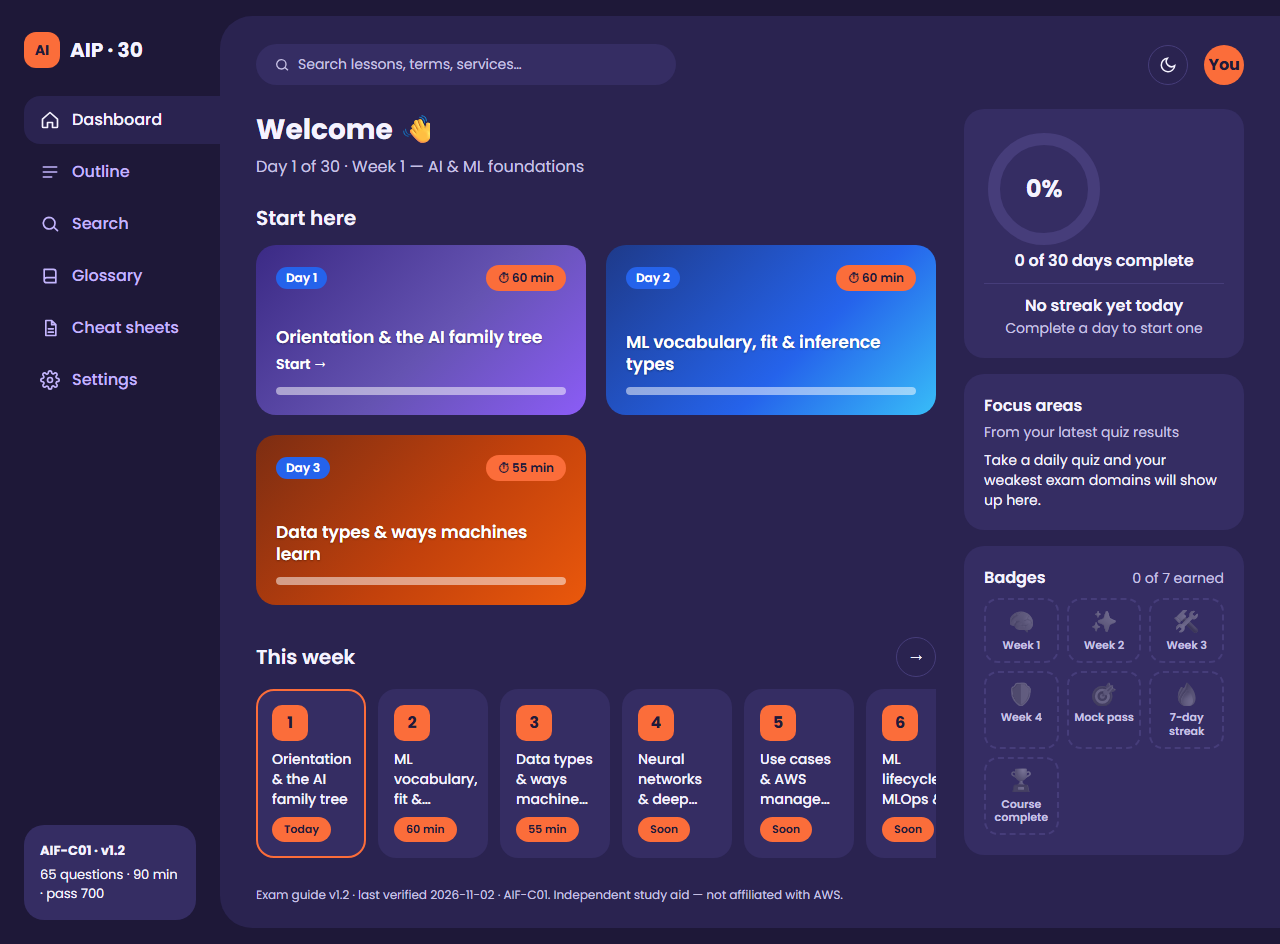 AI
AIP · 30
Dashboard
Outline
Search
Glossary
Cheat sheets
Settings
AIF-C01 · v1.2
65 questions · 90 min
· pass 700
Search lessons, terms, services…
You
Welcome 👋
Day 1 of 30 · Week 1 — AI & ML foundations
Start here
Day 1
⏱ 60 min
Orientation & the AI family tree
Start →
Day 2
⏱ 60 min
ML vocabulary, fit & inference
types
Day 3
⏱ 55 min
Data types & ways machines
learn
This week
→
1
Orientation
& the AI
family tree
Today
2
ML
vocabulary,
fit &…
60 min
3
Data types
& ways
machine…
55 min
4
Neural
networks
& deep…
Soon
5
Use cases
& AWS
manage…
Soon
6
ML
lifecycle
MLOps &
Soon
Exam guide v1.2 · last verified 2026-11-02 · AIF-C01. Independent study aid — not affiliated with AWS.
0%
0 of 30 days complete
No streak yet today
Complete a day to start one
Focus areas
From your latest quiz results
Take a daily quiz and your
weakest exam domains will show
up here.
Badges
0 of 7 earned
Week 1
Week 2
Week 3
Week 4
Mock pass
7-day
streak
Course
complete